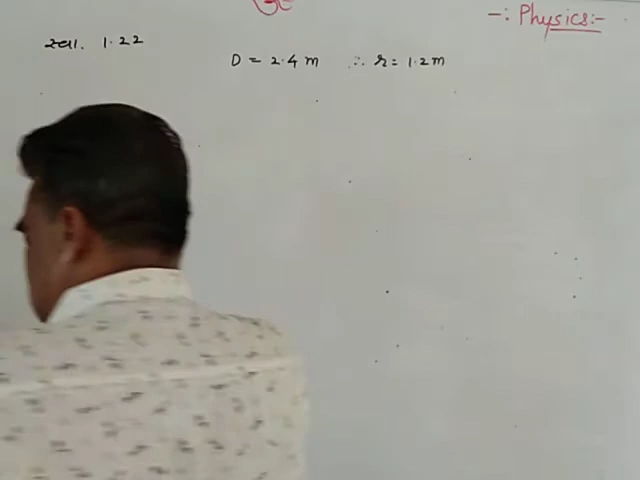 -: Physics:-
સ્વા. 1.22
D = 2.4 m ∴ r = 1.2 m